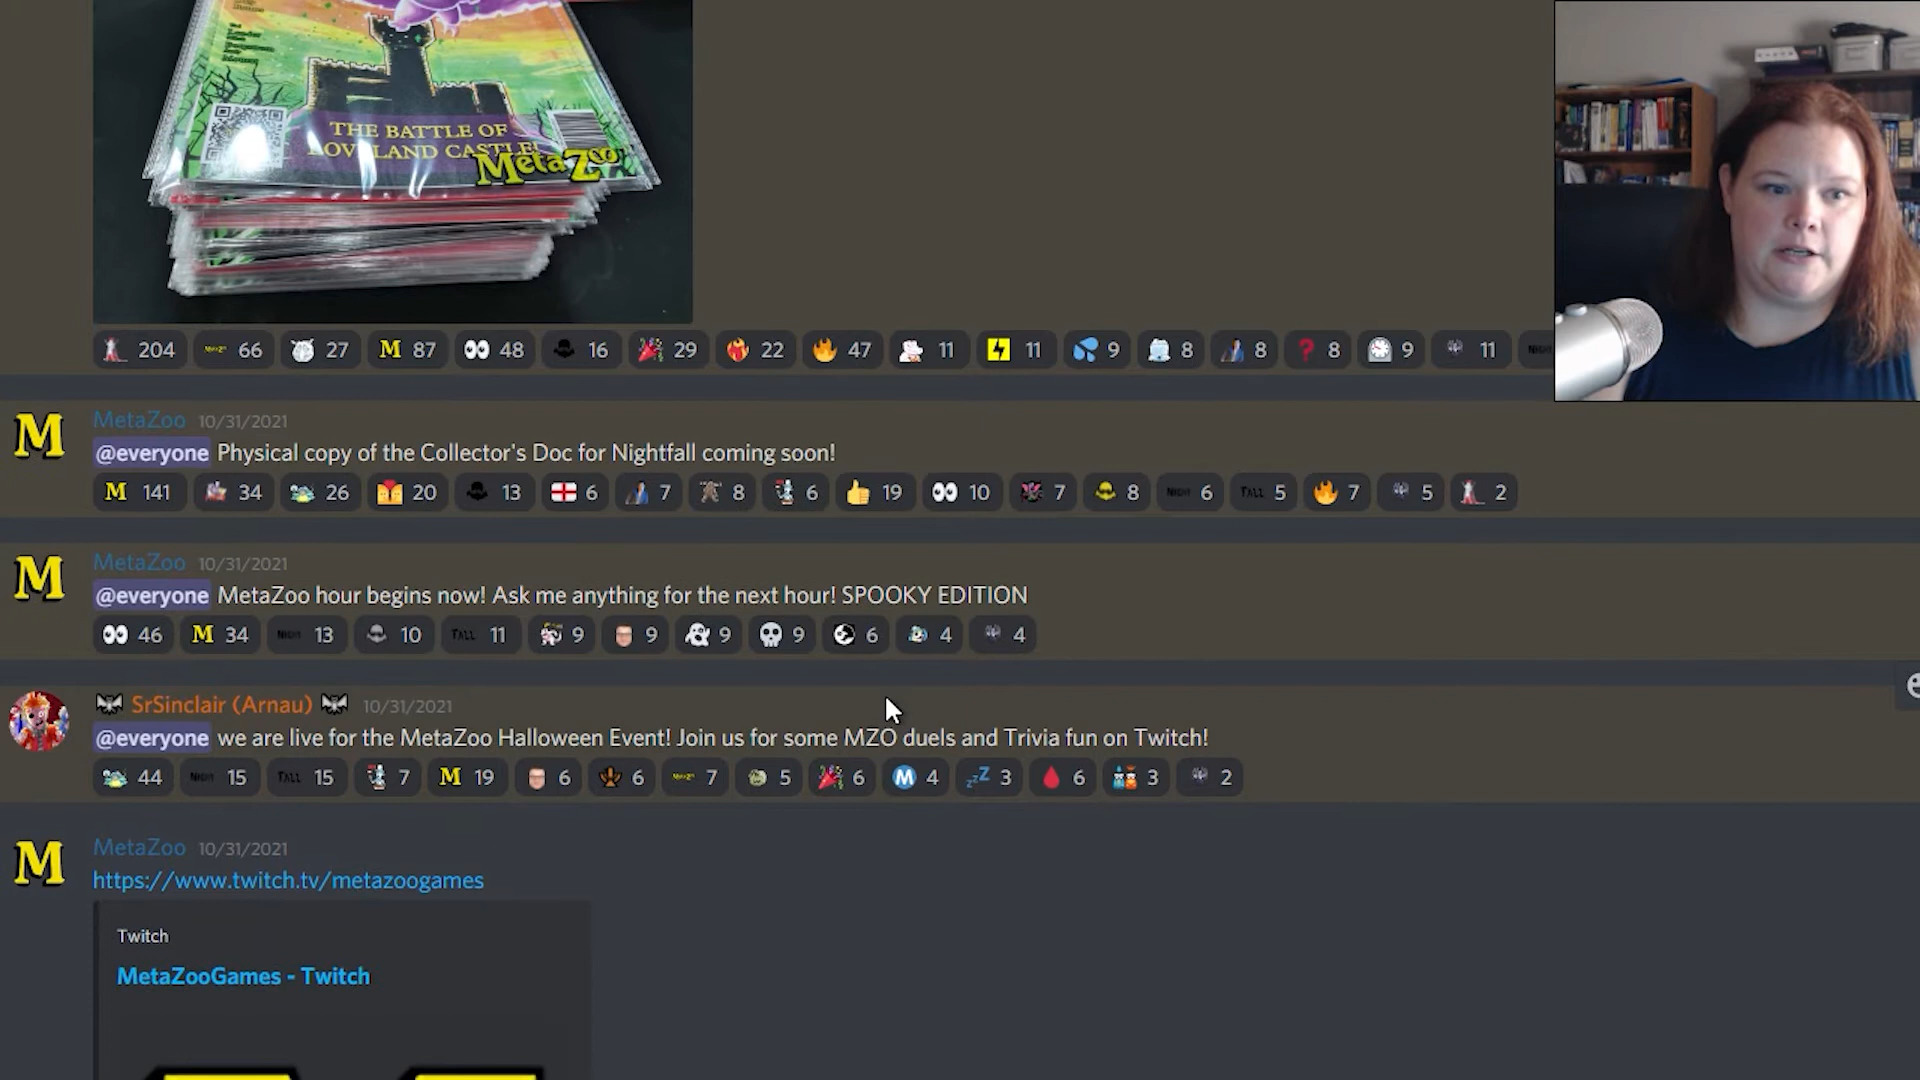 THE BATTLE OF
LOVELAND CASTLE!
MetaZoo
204 66 27 M 87 48 16 29 22 47 11 11 9 8 8 8 9 11
M MetaZoo 10/31/2021
@everyone Physical copy of the Collector's Doc for Nightfall coming soon!
M 141 34 26 20 13 6 7 8 6 19 10 7 8 NIGHT 6 TALL 5 7 5 2
M MetaZoo 10/31/2021
@everyone MetaZoo hour begins now! Ask me anything for the next hour! SPOOKY EDITION
46 M 34 NIGHT 13 10 TALL 11 9 9 9 9 6 4 4
SrSinclair (Arnau) 10/31/2021
@everyone we are live for the MetaZoo Halloween Event! Join us for some MZO duels and Trivia fun on Twitch!
44 NIGHT 15 TALL 15 7 M 19 6 6 7 5 6 M 4 zzZ 3 6 3 2
M MetaZoo 10/31/2021
https://www.twitch.tv/metazoogames
Twitch
MetaZooGames - Twitch